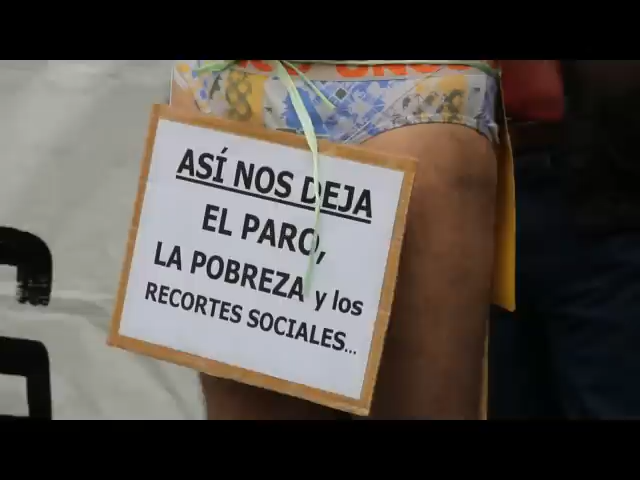 ASÍ NOS DEJA
EL PARO,
LA POBREZA y los
RECORTES SOCIALES...